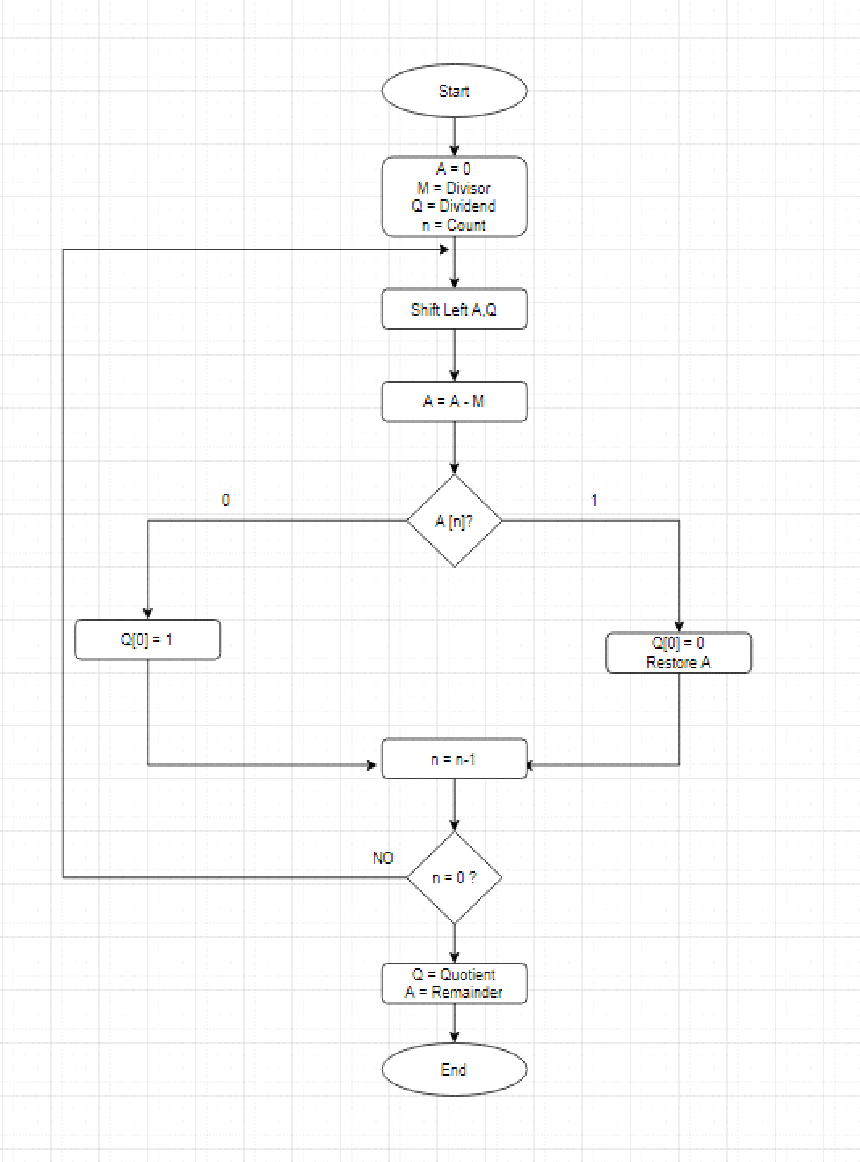 Start
A = 0
M = Divisor
Q = Dividend
n = Count
Shift Left A,Q
A = A - M
0
A [n]?
1
Q[0] = 1
Q[0] = 0
Restore A
n = n-1
NO
n = 0 ?
Q = Quotient
A = Remainder
End